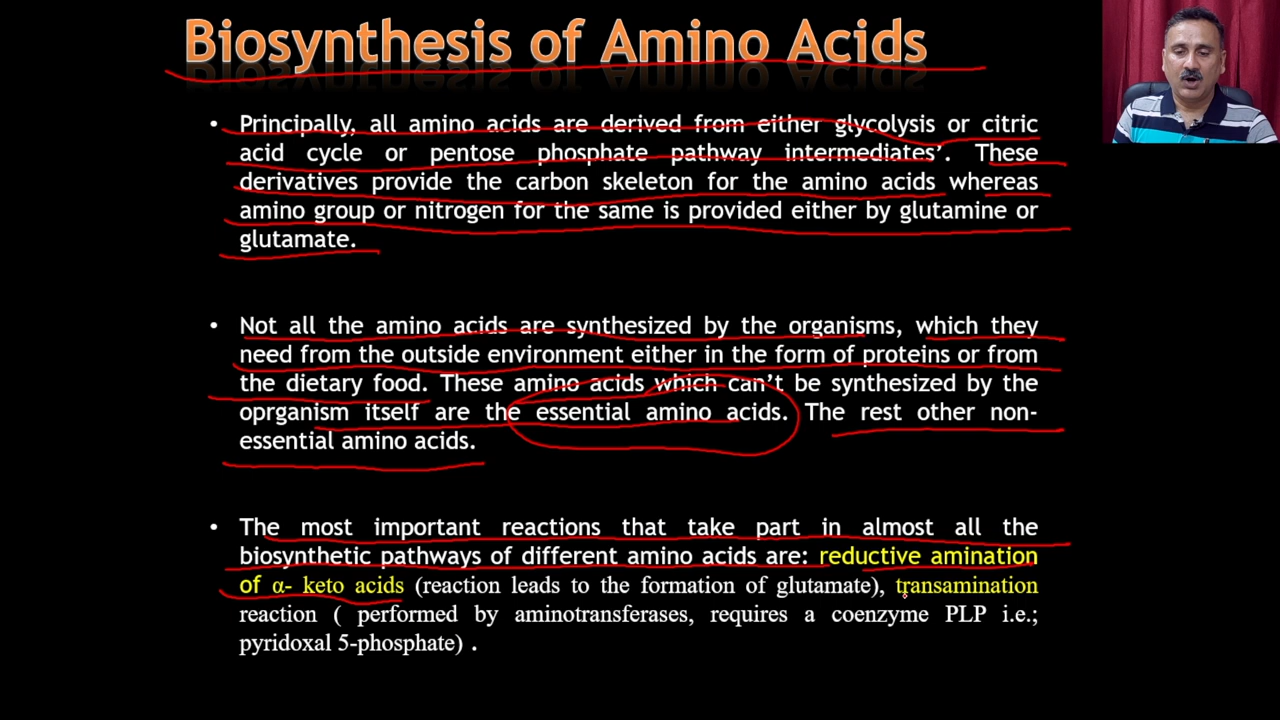 Biosynthesis of Amino Acids
• Principally, all amino acids are derived from either glycolysis or citric
acid cycle or pentose phosphate pathway intermediates’. These
derivatives provide the carbon skeleton for the amino acids whereas
amino group or nitrogen for the same is provided either by glutamine or
glutamate.
• Not all the amino acids are synthesized by the organisms, which they
need from the outside environment either in the form of proteins or from
the dietary food. These amino acids which can’t be synthesized by the
oprganism itself are the essential amino acids. The rest other non-
essential amino acids.
• The most important reactions that take part in almost all the
biosynthetic pathways of different amino acids are: reductive amination
of α- keto acids (reaction leads to the formation of glutamate), transamination
reaction ( performed by aminotransferases, requires a coenzyme PLP i.e.;
pyridoxal 5-phosphate) .